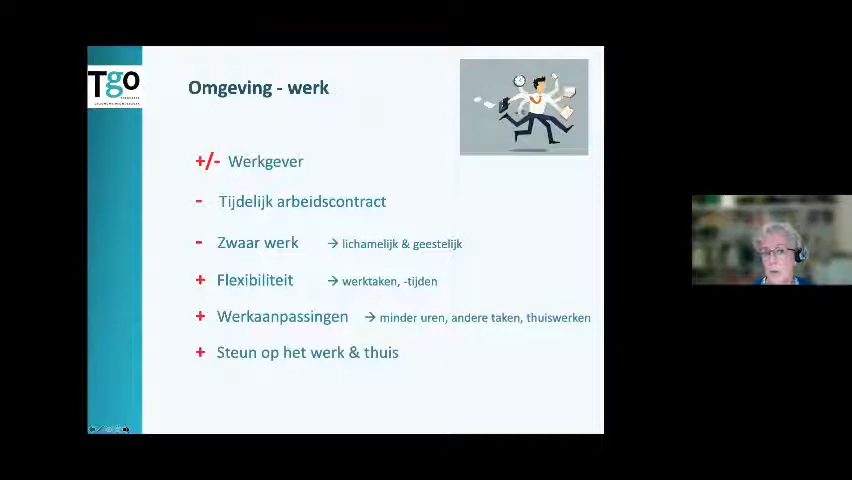 Tgo
Omgeving - werk
+/- Werkgever
- Tijdelijk arbeidscontract
- Zwaar werk → lichamelijk & geestelijk
+ Flexibiliteit → werktaken, -tijden
+ Werkaanpassingen → minder uren, andere taken, thuiswerken
+ Steun op het werk & thuis